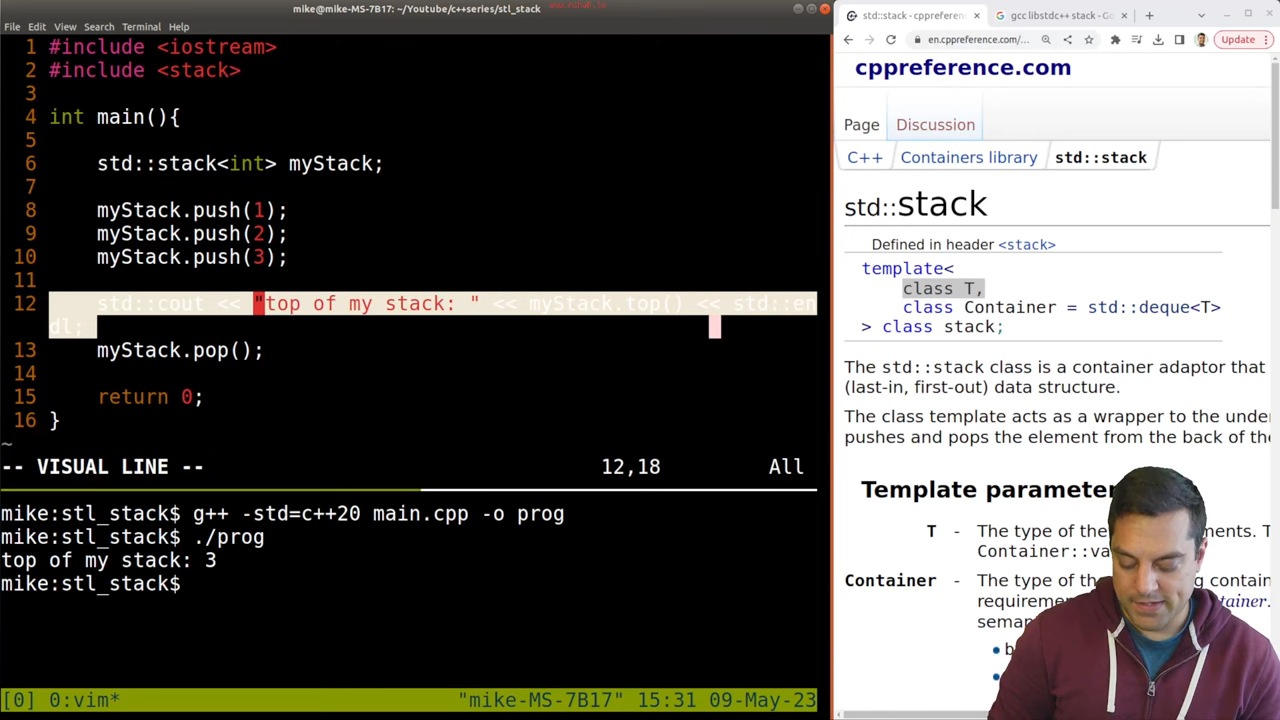 mike@mike-MS-7B17: ~/Youtube/c++series/stl_stack
File Edit View Search Terminal Help
1 #include <iostream>
2 #include <stack>
3
4 int main(){
5
6 std::stack<int> myStack;
7
8 myStack.push(1);
9 myStack.push(2);
10 myStack.push(3);
11
12 std::cout << "top of my stack: " << myStack.top() << std::en
dl;
13 myStack.pop();
14
15 return 0;
16 }
~
-- VISUAL LINE -- 12,18 All
mike:stl_stack$ g++ -std=c++20 main.cpp -o prog
mike:stl_stack$ ./prog
top of my stack: 3
mike:stl_stack$
[0] 0:vim* "mike-MS-7B17" 15:31 09-May-23
std::stack - cppreferenc
gcc libstdc++ stack - Go
en.cppreference.com/...
Update
cppreference.com
Page Discussion
C++ Containers library std::stack
std::stack
Defined in header <stack>
template<
class T,
class Container = std::deque<T>
> class stack;
The std::stack class is a container adaptor that
(last-in, first-out) data structure.
The class template acts as a wrapper to the under
pushes and pops the element from the back of the
Template parameter
T - The type of the ments. T
Container::va
Container - The type of the g contain
requiremen tainer.
seman
b